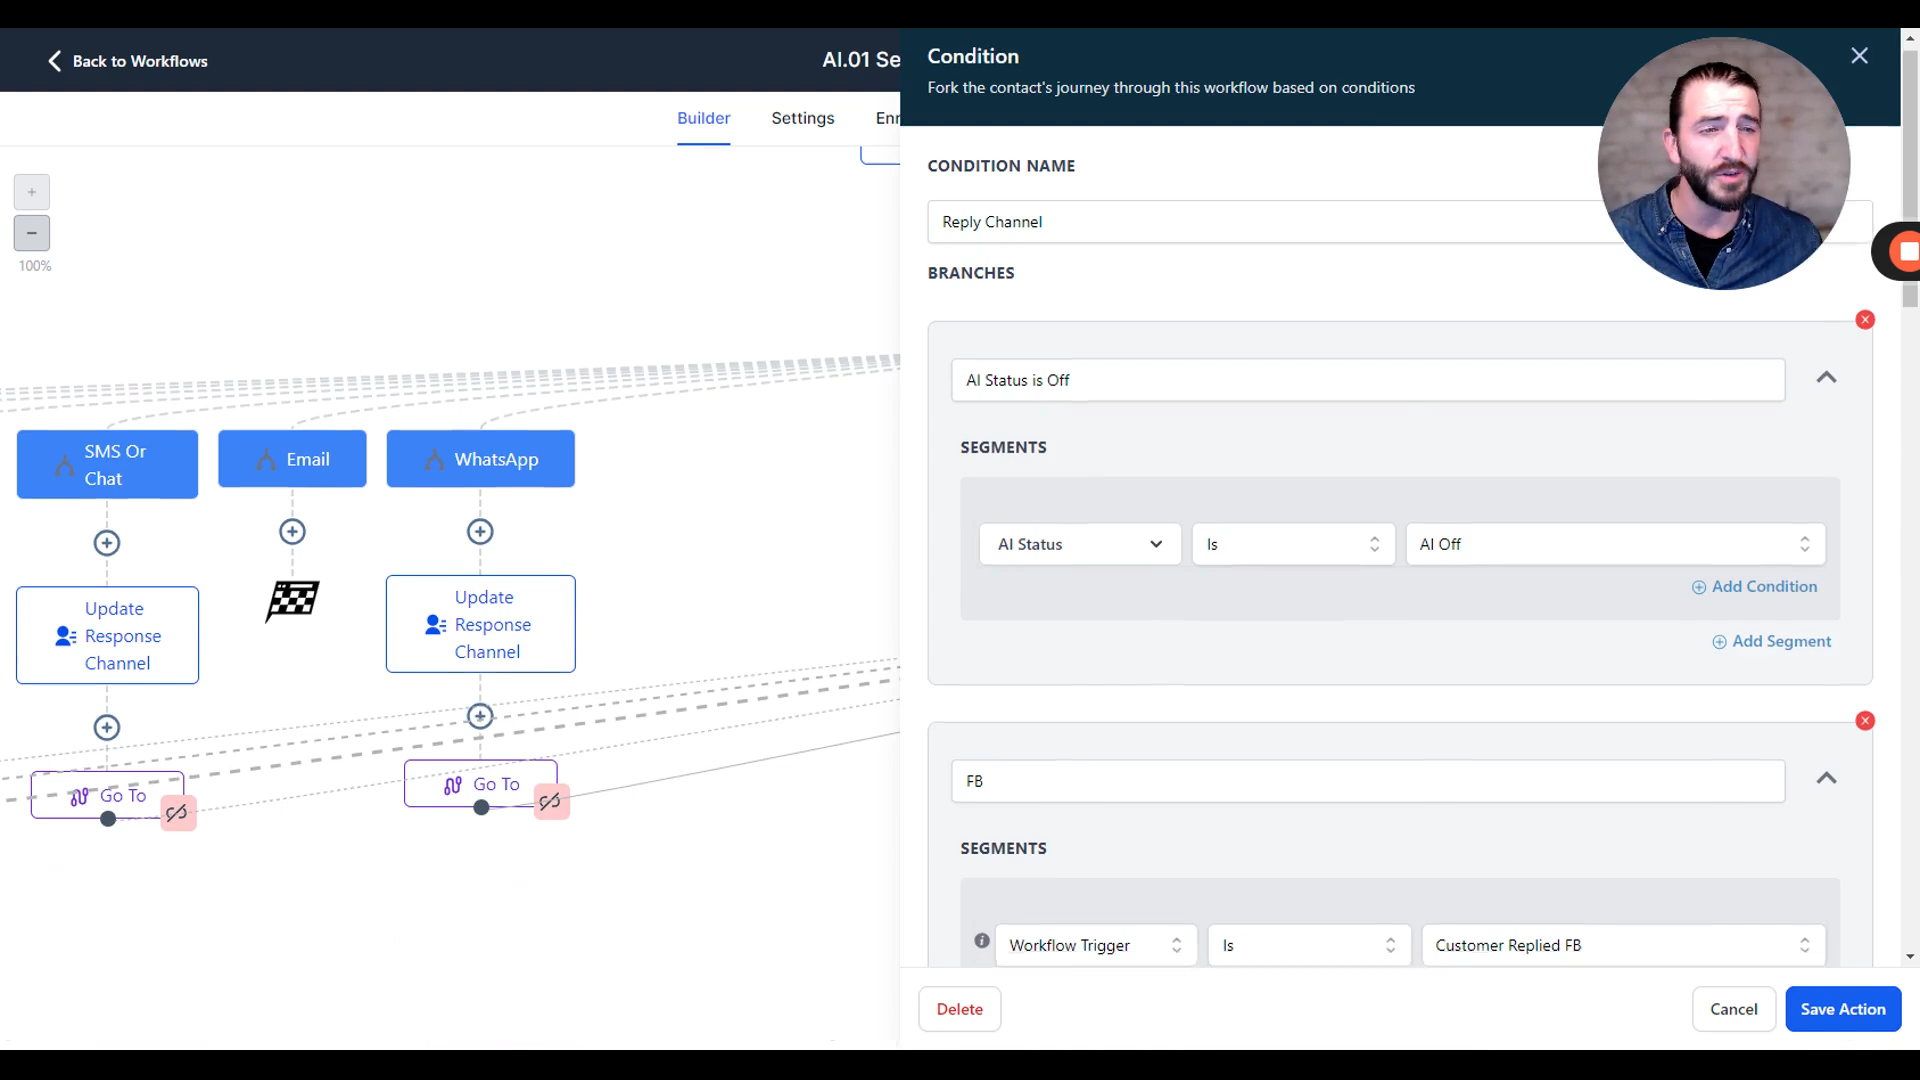 Back to Workflows
AI.01 Se
Builder
Settings
Enr
+
−
100%
SMS Or
Chat
Email
WhatsApp
Update
Response
Channel
Update
Response
Channel
Go To
Go To
Condition
Fork the contact's journey through this workflow based on conditions
CONDITION NAME
Reply Channel
BRANCHES
AI Status is Off
SEGMENTS
AI Status
Is
AI Off
Add Condition
Add Segment
FB
SEGMENTS
Workflow Trigger
Is
Customer Replied FB
Delete
Cancel
Save Action